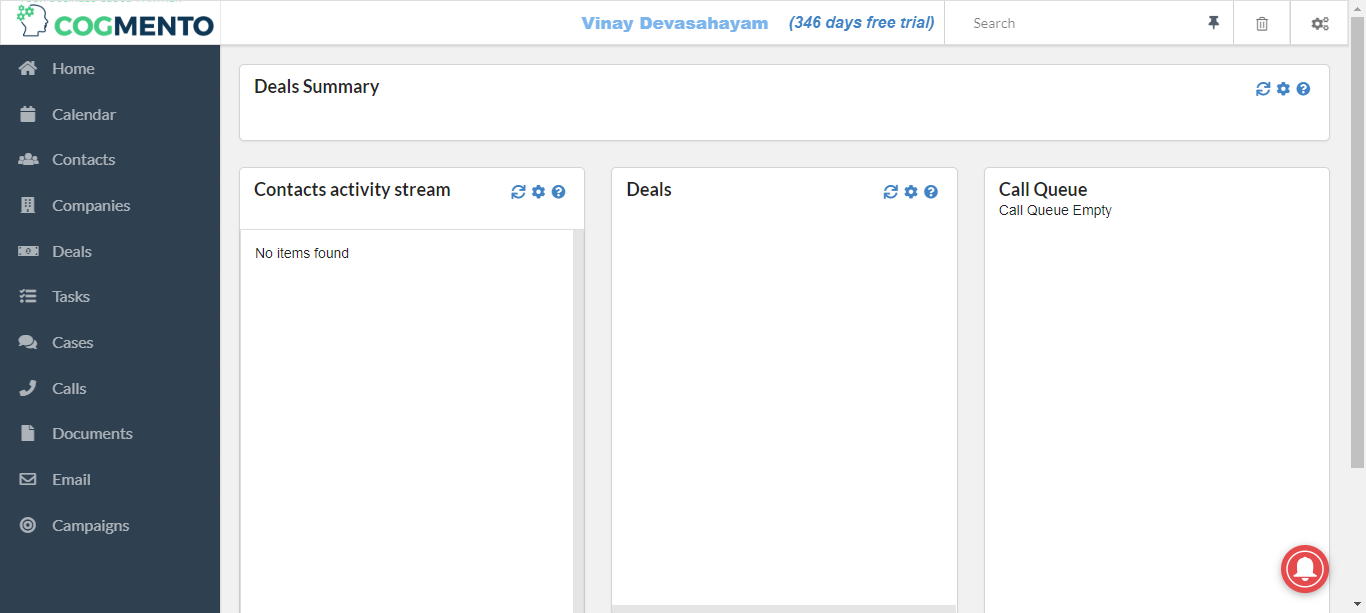 COGMENTO
Vinay Devasahayam (346 days free trial) Search
Home
Calendar
Contacts
Companies
Deals
Tasks
Cases
Calls
Documents
Email
Campaigns
Deals Summary
Contacts activity stream
No items found
Deals
Call Queue
Call Queue Empty